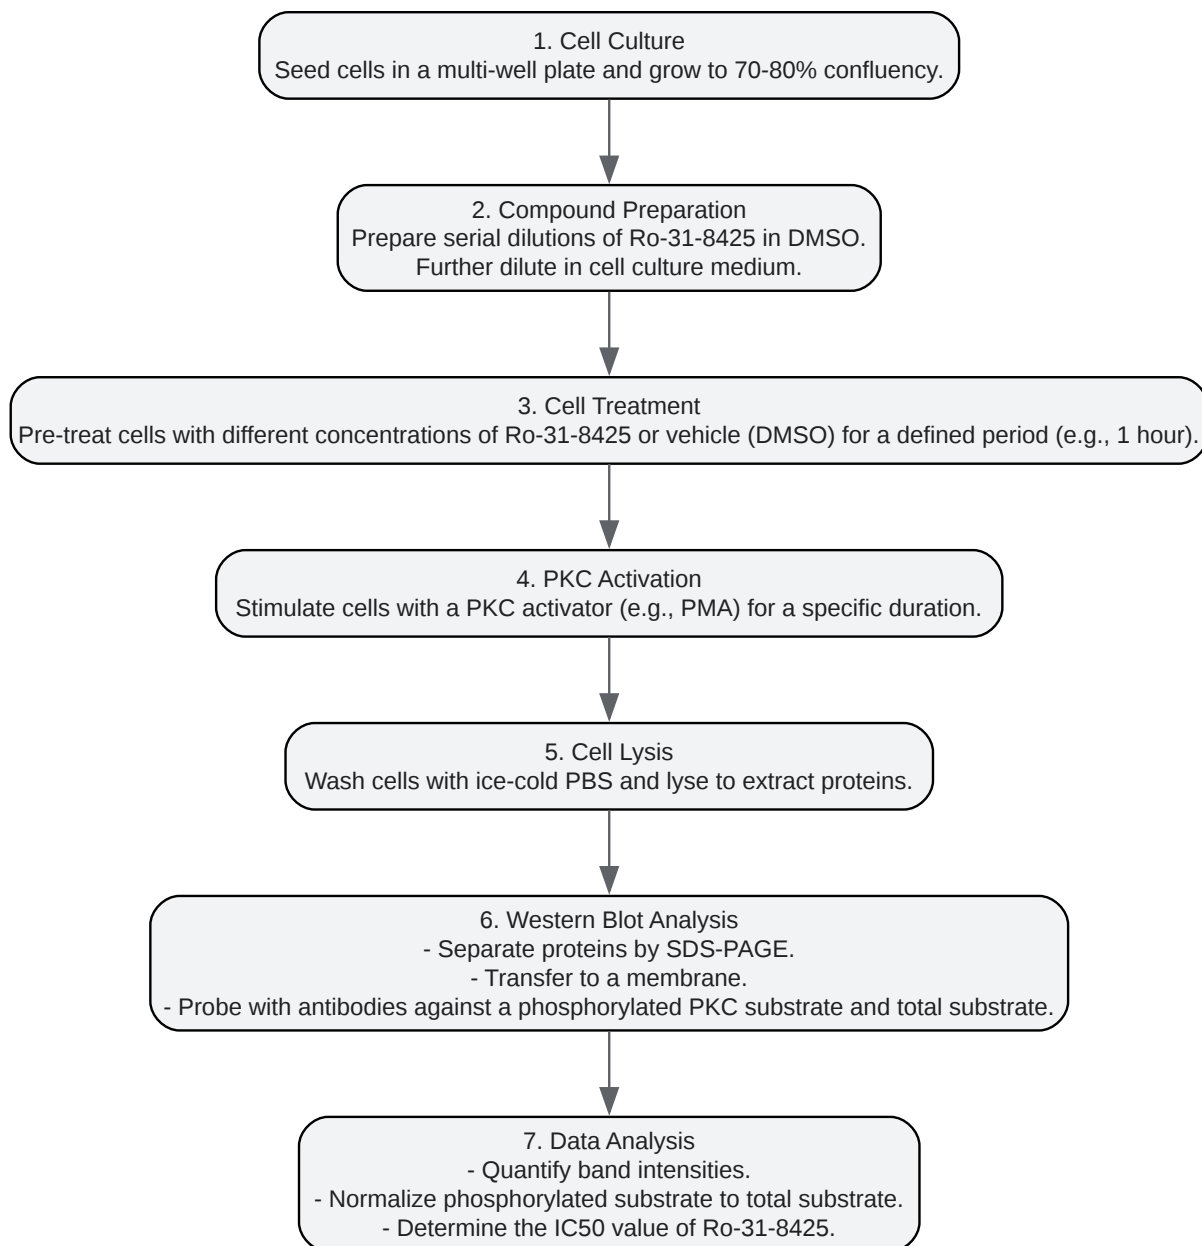 1. Cell Culture
Seed cells in a multi-well plate and grow to 70-80% confluency.
2. Compound Preparation
Prepare serial dilutions of Ro-31-8425 in DMSO.
Further dilute in cell culture medium.
3. Cell Treatment
Pre-treat cells with different concentrations of Ro-31-8425 or vehicle (DMSO) for a defined period (e.g., 1 hour).
4. PKC Activation
Stimulate cells with a PKC activator (e.g., PMA) for a specific duration.
5. Cell Lysis
Wash cells with ice-cold PBS and lyse to extract proteins.
6. Western Blot Analysis
- Separate proteins by SDS-PAGE.
- Transfer to a membrane.
- Probe with antibodies against a phosphorylated PKC substrate and total substrate.
7. Data Analysis
- Quantify band intensities.
- Normalize phosphorylated substrate to total substrate.
- Determine the IC50 value of Ro-31-8425.